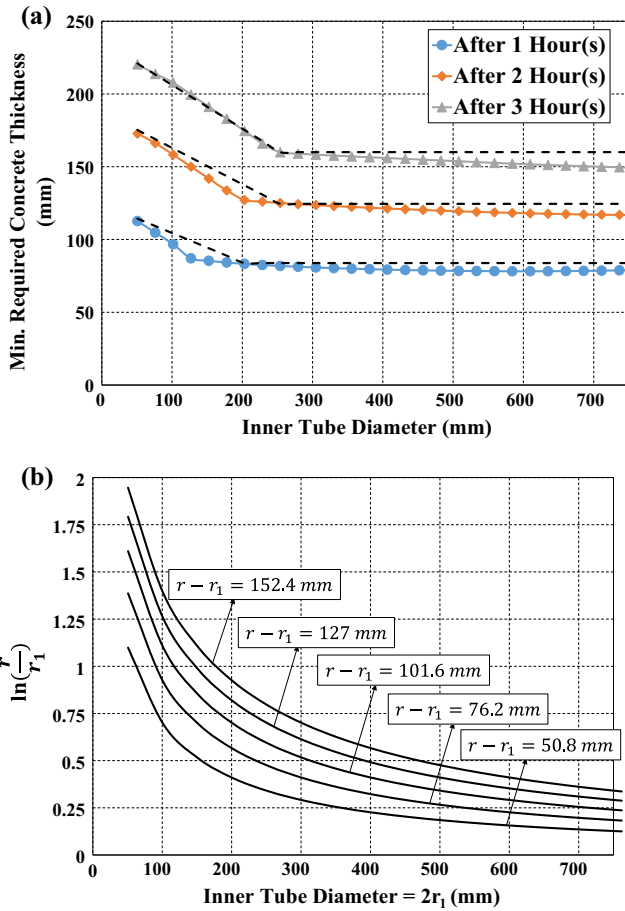 (a)
250
200
150
100
50
0
Min. Required Concrete Thickness
(mm)
After 1 Hour(s)
After 2 Hour(s)
After 3 Hour(s)
0 100 200 300 400 500 600 700
Inner Tube Diameter (mm)
(b)
2
1.75
1.5
1.25
1
0.75
0.5
0.25
0
ln(r/r₁)
r − r₁ = 152.4 mm
r − r₁ = 127 mm
r − r₁ = 101.6 mm
r − r₁ = 76.2 mm
r − r₁ = 50.8 mm
0 100 200 300 400 500 600 700
Inner Tube Diameter = 2r₁ (mm)